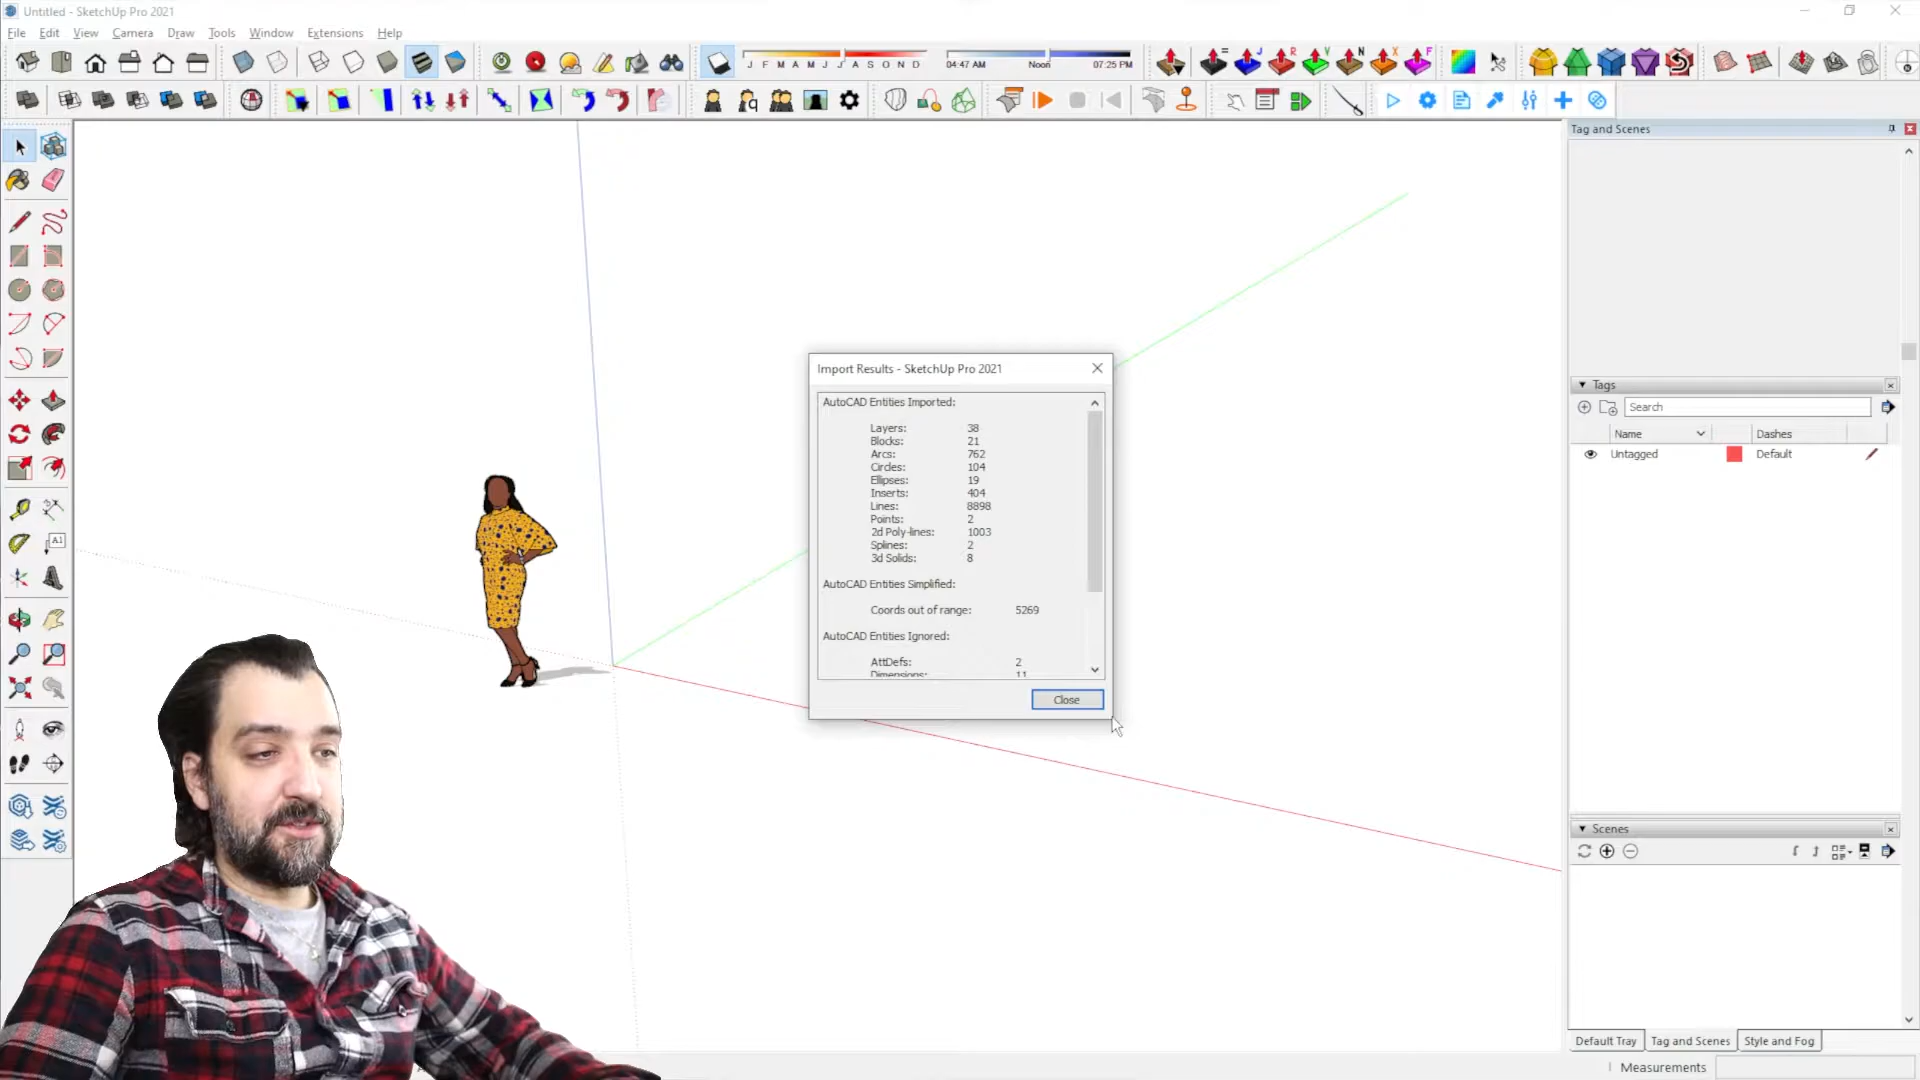 Untitled - SketchUp Pro 2021
File Edit View Camera Draw Tools Window Extensions Help
J F M A M J J A S O N D
04:47 AM Noon 07:25 PM
= J R V N X F
q
A1
Tag and Scenes
Import Results - SketchUp Pro 2021
AutoCAD Entities Imported:
Layers: 38
Blocks: 21
Arcs: 762
Circles: 104
Ellipses: 19
Inserts: 404
Lines: 8898
Points: 2
2d Poly-lines: 1003
Splines: 2
3d Solids: 8
AutoCAD Entities Simplified:
Coords out of range: 5269
AutoCAD Entities Ignored:
AttDefs: 2
Dimensions: 11
Close
Tags
Search
Name Dashes
Untagged Default
Scenes
Default Tray Tag and Scenes Style and Fog
Measurements